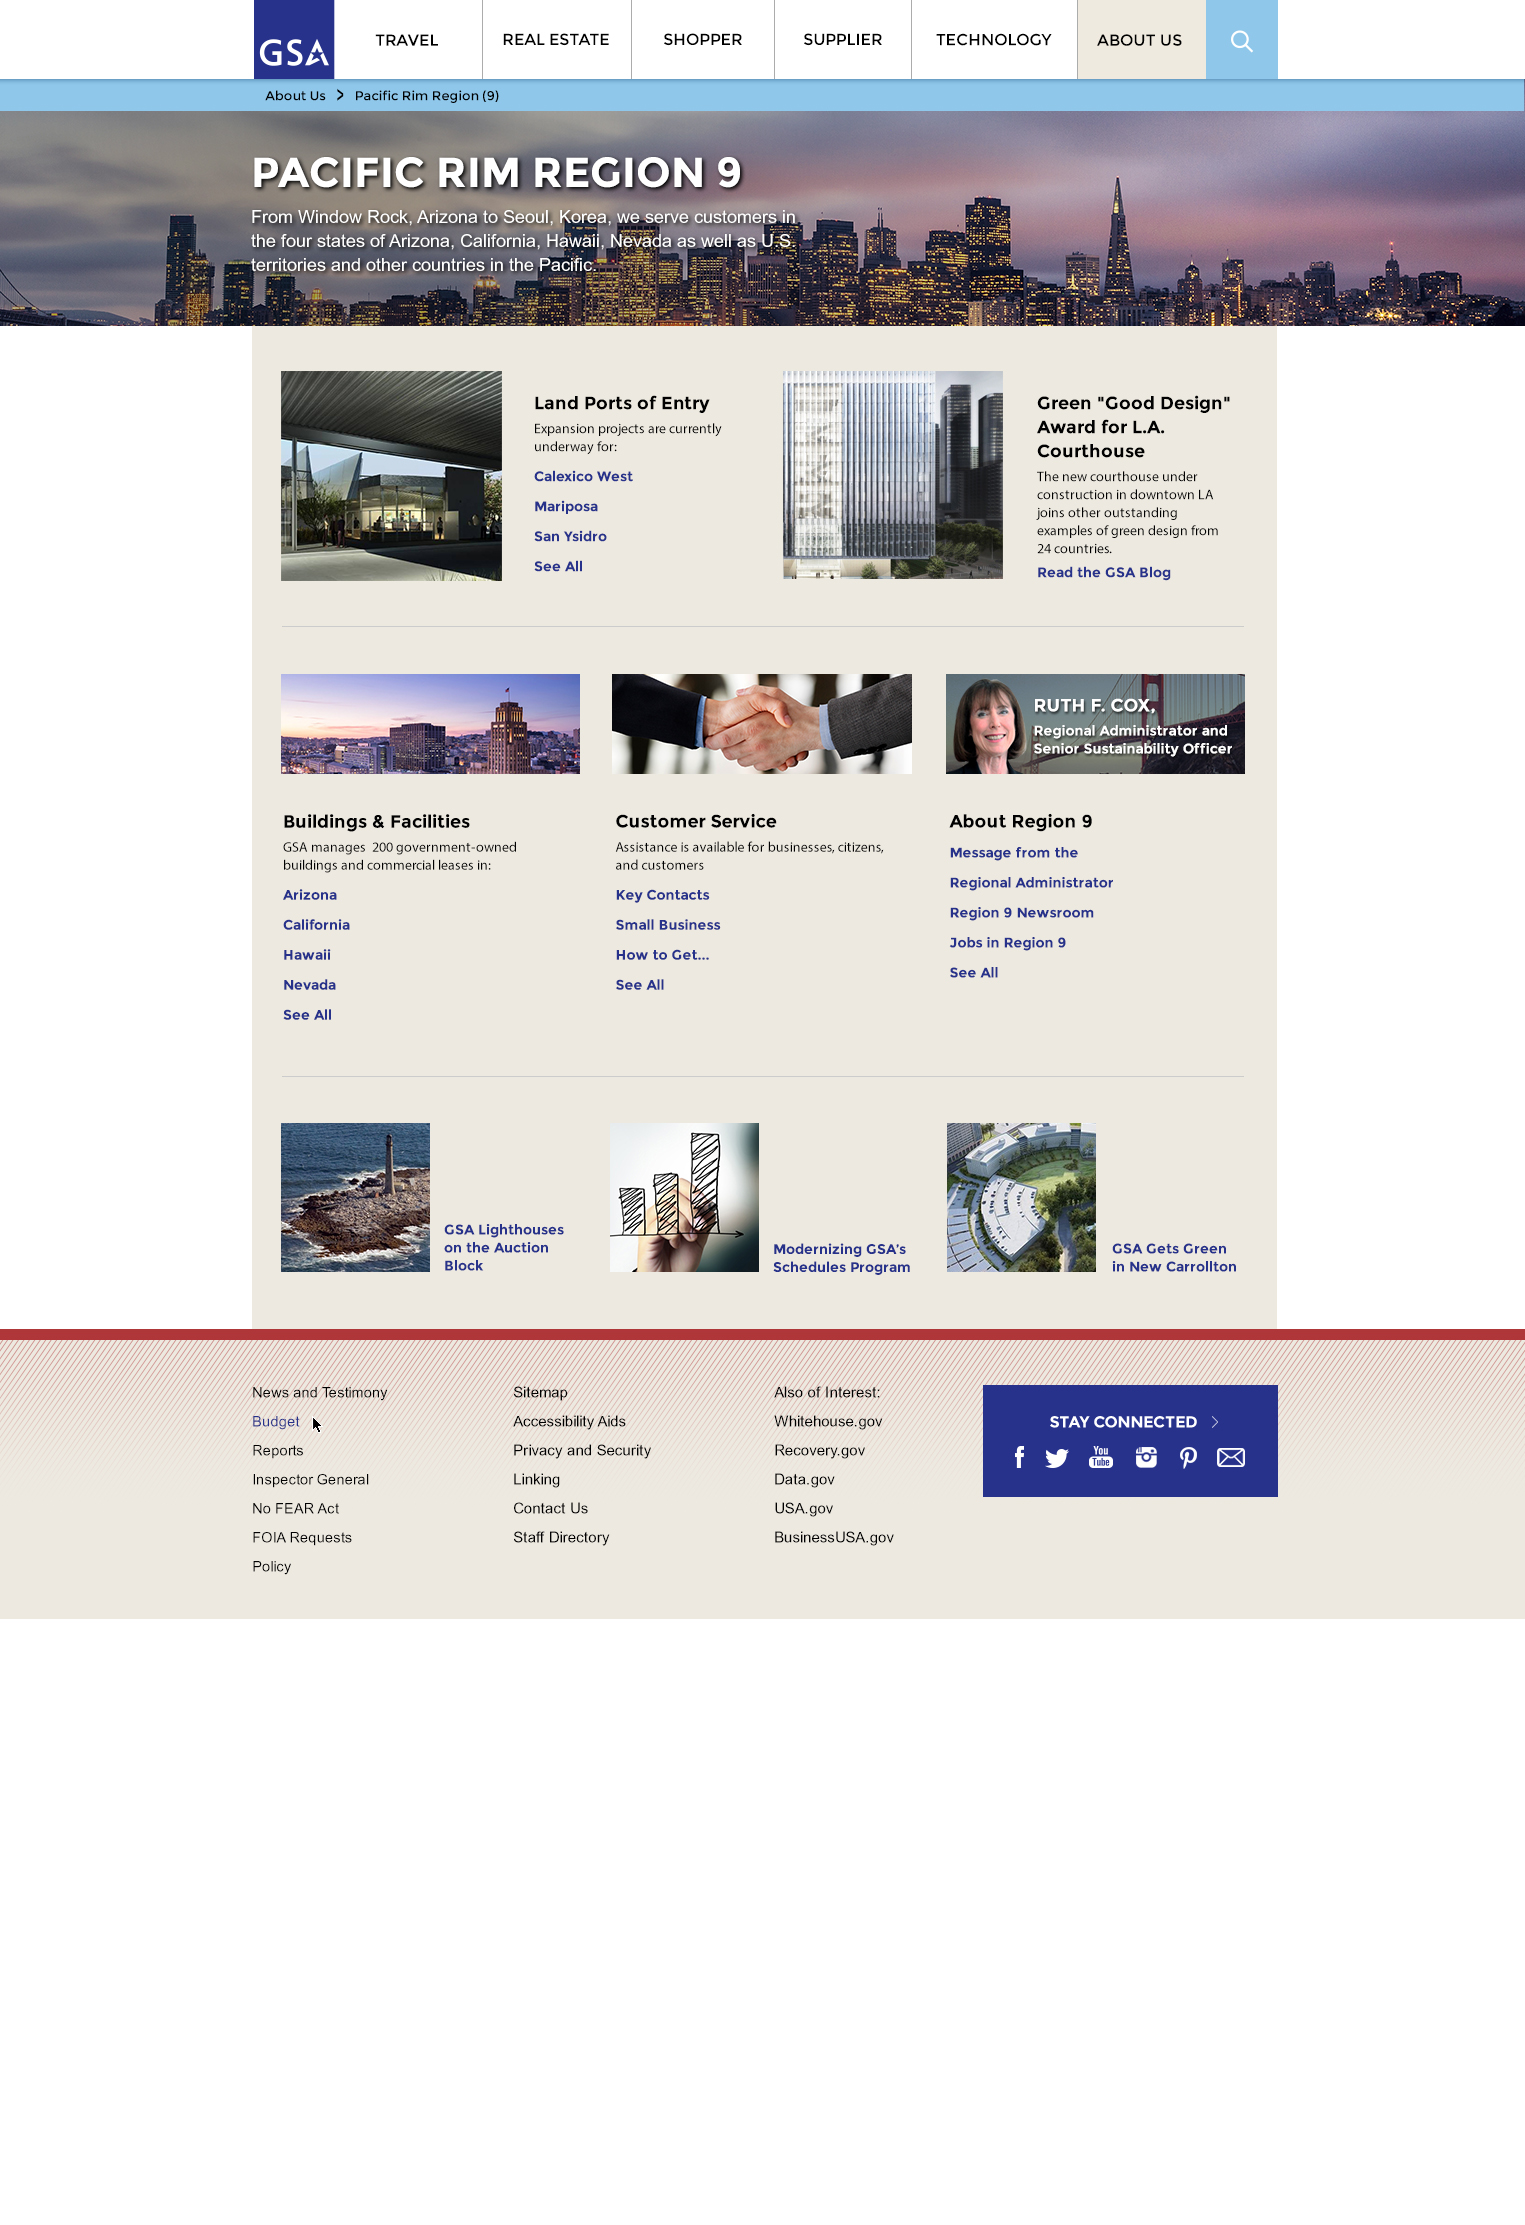 GSA
TRAVEL
REAL ESTATE
SHOPPER
SUPPLIER
TECHNOLOGY
ABOUT US
About Us > Pacific Rim Region (9)
PACIFIC RIM REGION 9
From Window Rock, Arizona to Seoul, Korea, we serve customers in
the four states of Arizona, California, Hawaii, Nevada as well as U.S.
territories and other countries in the Pacific.
Land Ports of Entry
Expansion projects are currently
underway for:
Calexico West
Mariposa
San Ysidro
See All
Green "Good Design"
Award for L.A.
Courthouse
The new courthouse under
construction in downtown LA
joins other outstanding
examples of green design from
24 countries.
Read the GSA Blog
Buildings & Facilities
GSA manages  200 government-owned
buildings and commercial leases in:
Arizona
California
Hawaii
Nevada
See All
Customer Service
Assistance is available for businesses, citizens,
and customers
Key Contacts
Small Business
How to Get...
See All
RUTH F. COX,
Regional Administrator and
Senior Sustainability Officer
About Region 9
Message from the
Regional Administrator
Region 9 Newsroom
Jobs in Region 9
See All
GSA Lighthouses
on the Auction
Block
Modernizing GSA's
Schedules Program
GSA Gets Green
in New Carrollton
News and Testimony
Budget
Reports
Inspector General
No FEAR Act
FOIA Requests
Policy
Sitemap
Accessibility Aids
Privacy and Security
Linking
Contact Us
Staff Directory
Also of Interest:
Whitehouse.gov
Recovery.gov
Data.gov
USA.gov
BusinessUSA.gov
STAY CONNECTED >
You
Tube